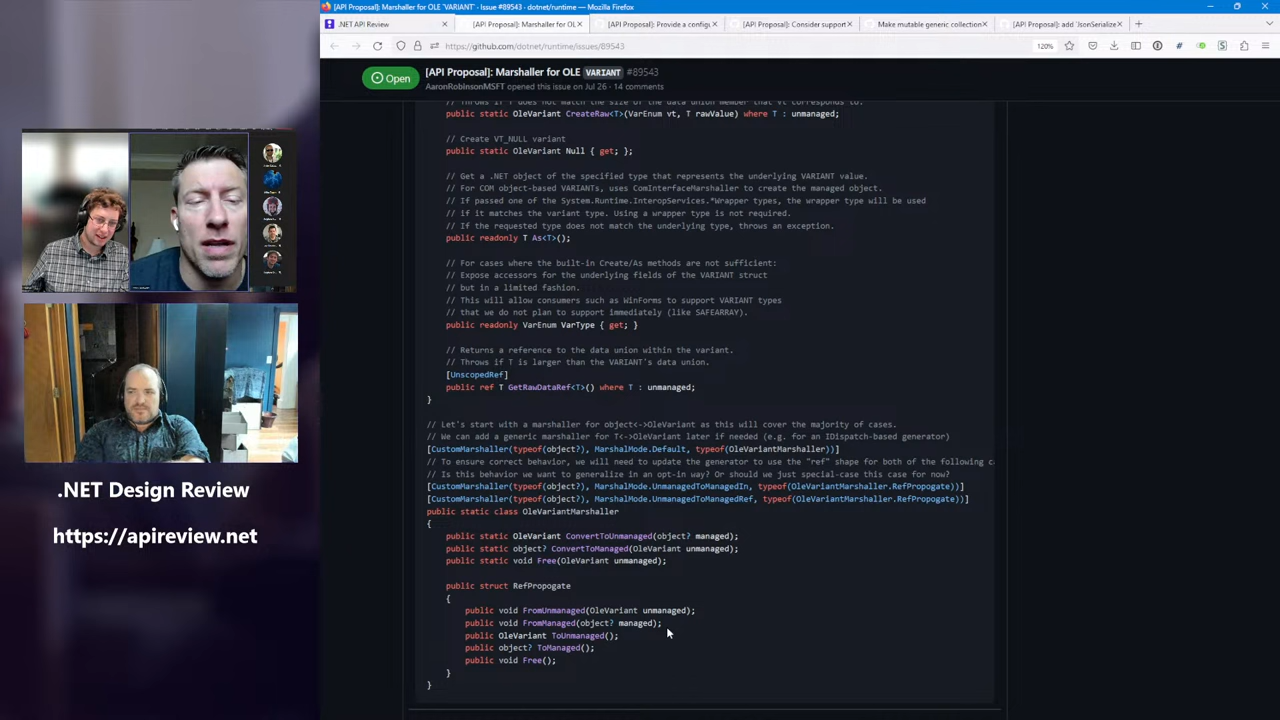 [API Proposal]: Marshaller for OLE 'VARIANT' · Issue #89543 · dotnet/runtime — Mozilla Firefox
.NET API Review
[API Proposal]: Marshaller for OL
[API Proposal]: Provide a config
[API Proposal]: Consider support
Make mutable generic collection
[API Proposal]: add `JsonSerialize
https://github.com/dotnet/runtime/issues/89543
120%
Open
[API Proposal]: Marshaller for OLE VARIANT #89543
AaronRobinsonMSFT opened this issue on Jul 26 · 14 comments
// Throws if T does not match the size of the data union member that vt corresponds to.
public static OleVariant CreateRaw<T>(VarEnum vt, T rawValue) where T : unmanaged;
// Create VT_NULL variant
public static OleVariant Null { get; };
// Get a .NET object of the specified type that represents the underlying VARIANT value.
// For COM object-based VARIANTs, uses ComInterfaceMarshaller to create the managed object.
// If passed one of the System.Runtime.InteropServices.*Wrapper types, the wrapper type will be used
// if it matches the variant type. Using a wrapper type is not required.
// If the requested type does not match the underlying type, throws an exception.
public readonly T As<T>();
// For cases where the built-in Create/As methods are not sufficient:
// Expose accessors for the underlying fields of the VARIANT struct
// but in a limited fashion.
// This will allow consumers such as WinForms to support VARIANT types
// that we do not plan to support immediately (like SAFEARRAY).
public readonly VarEnum VarType { get; }
// Returns a reference to the data union within the variant.
// Throws if T is larger than the VARIANT's data union.
[UnscopedRef]
public ref T GetRawDataRef<T>() where T : unmanaged;
}
// Let's start with a marshaller for object<->OleVariant as this will cover the majority of cases.
// We can add a generic marshaller for T<->OleVariant later if needed (e.g. for an IDispatch-based generator)
[CustomMarshaller(typeof(object?), MarshalMode.Default, typeof(OleVariantMarshaller))]
// To ensure correct behavior, we will need to update the generator to use the "ref" shape for both of the following c
// Is this behavior we want to generalize in an opt-in way? Or should we just special-case this case for now?
[CustomMarshaller(typeof(object?), MarshalMode.UnmanagedToManagedIn, typeof(OleVariantMarshaller.RefPropogate))]
[CustomMarshaller(typeof(object?), MarshalMode.UnmanagedToManagedRef, typeof(OleVariantMarshaller.RefPropogate))]
public static class OleVariantMarshaller
{
public static OleVariant ConvertToUnmanaged(object? managed);
public static object? ConvertToManaged(OleVariant unmanaged);
public static void Free(OleVariant unmanaged);
public struct RefPropogate
{
public void FromUnmanaged(OleVariant unmanaged);
public void FromManaged(object? managed);
public OleVariant ToUnmanaged();
public object? ToManaged();
public void Free();
}
}
.NET Design Review
https://apireview.net